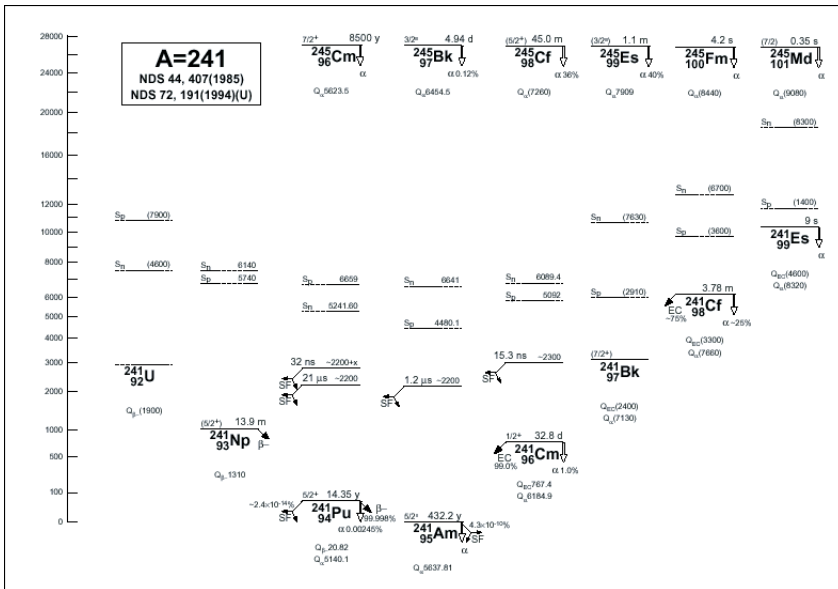 A=241
NDS 44, 407(1985)
NDS 72, 191(1994)(U)
28000
26000
24000
20000
16000
12000
10000
8000
6000
5000
4000
3000
2000
1000
500
100
0
7/2+ 8500 y
245 96 Cm
α
Qα5623.5
4.94 d
245 97 Bk
α 0.12%
Qα6454.5
(5/2+) 45.0 m
245 98 Cf
α 36%
Qα(7260)
1.1 m
245 99 Es
α 40%
Qα7909
4.2 s
245 100 Fm
α
Qα(8440)
(7/2) 0.35 s
245 101 Md
α
Qα(9080)
Sn (8300)
Sp (7900)
Sn (4600)
241 92 U
Qβ-(1900)
Sn 6140
Sp 5740
(5/2+) 13.9 m
241 93 Np
β−
Qβ-1310
Sp 6659
Sn 5241.60
32 ns ~2200+x
SF
21 μs ~2200
SF
5/2+ 14.35 y
~2.4×10-14%
SF
241 94 Pu
β−
99.998%
α 0.00245%
Qβ-20.82
Qα5140.1
Sn 6641
Sp 4480.1
1.2 μs ~2200
SF
432.2 y
241 95 Am
4.3×10-10%
SF
α
Qα5637.81
Sn 6089.4
Sp 5092
15.3 ns ~2300
SF
1/2+ 32.8 d
241 96 Cm
EC
99.0%
α 1.0%
QEC767.4
Qα6184.9
Sn (7630)
Sp (2910)
(7/2+)
241 97 Bk
QEC(2400)
Qα(7130)
Sn (6700)
Sp (3600)
3.78 m
241 98 Cf
EC
~75%
α ~25%
QEC(3300)
Qα(7660)
Sp (1400)
9 s
241 99 Es
α
QEC(4600)
Qα(8320)